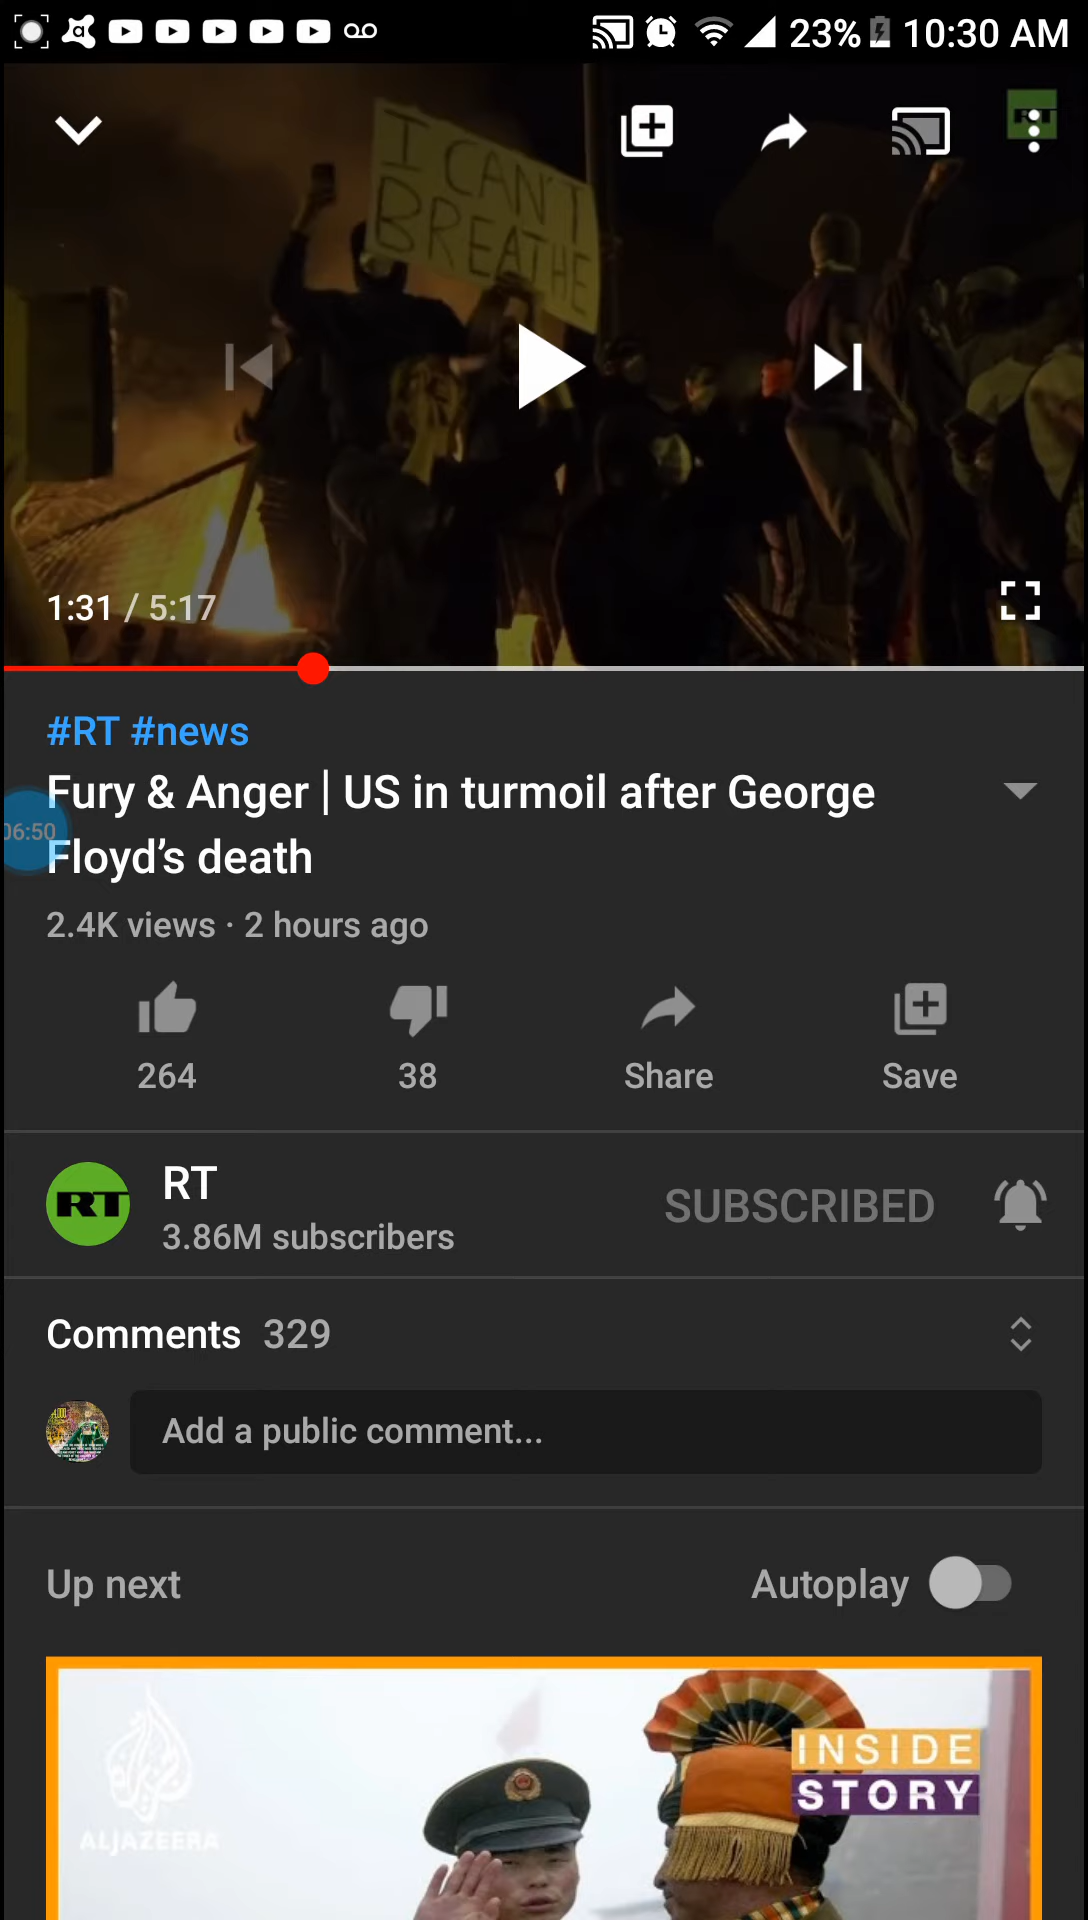 23% 10:30 AM
RT
I CAN'T
BREATHE
1:31 / 5:17
#RT #news
Fury & Anger | US in turmoil after George
06:50
Floyd’s death
2.4K views · 2 hours ago
264 38 Share Save
RT
RT
SUBSCRIBED
3.86M subscribers
Comments 329
Add a public comment...
Up next Autoplay
INSIDE
STORY
ALJAZEERA